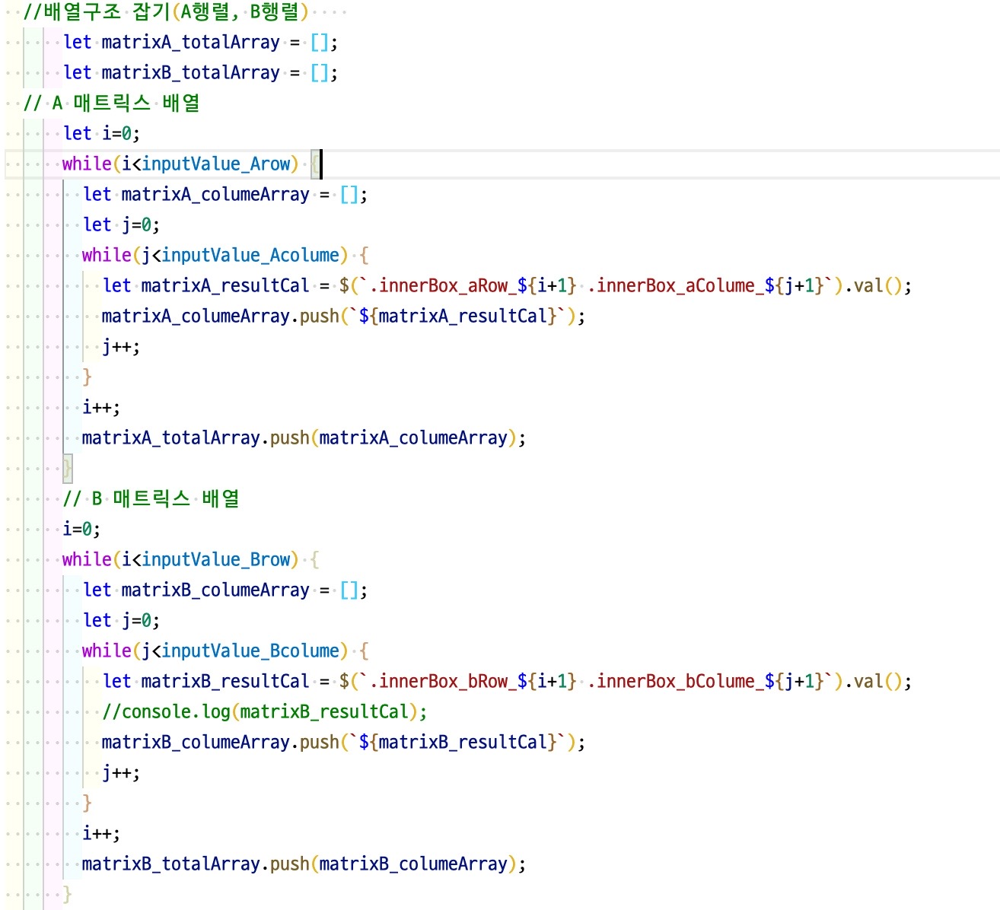 //배열구조 잡기(A행렬, B행렬)
let matrixA_totalArray = [];
let matrixB_totalArray = [];
// A 매트릭스 배열
let i=0;
while(i<inputValue_Arow) {
let matrixA_columeArray = [];
let j=0;
while(j<inputValue_Acolume) {
let matrixA_resultCal = $(`.innerBox_aRow_${i+1} .innerBox_aColume_${j+1}`).val();
matrixA_columeArray.push(`${matrixA_resultCal}`);
j++;
}
i++;
matrixA_totalArray.push(matrixA_columeArray);
}
// B 매트릭스 배열
i=0;
while(i<inputValue_Brow) {
let matrixB_columeArray = [];
let j=0;
while(j<inputValue_Bcolume) {
let matrixB_resultCal = $(`.innerBox_bRow_${i+1} .innerBox_bColume_${j+1}`).val();
//console.log(matrixB_resultCal);
matrixB_columeArray.push(`${matrixB_resultCal}`);
j++;
}
i++;
matrixB_totalArray.push(matrixB_columeArray);
}